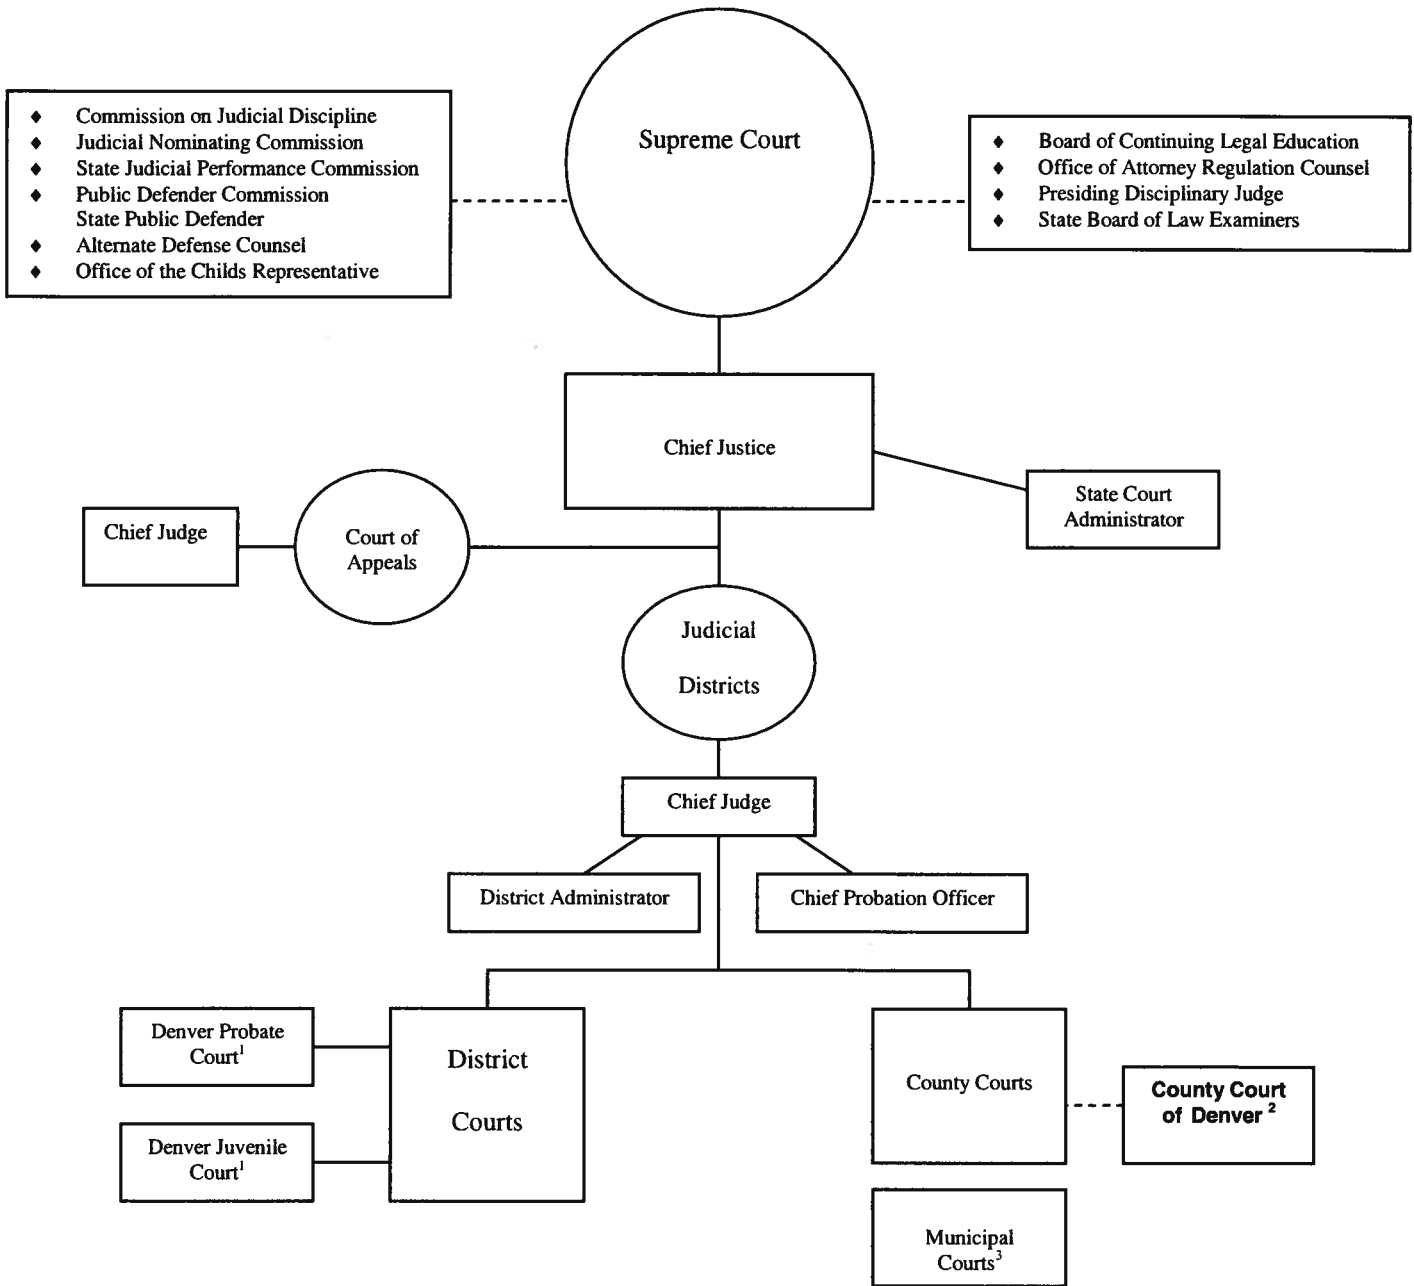 Supreme Court
♦ Commission on Judicial Discipline
♦ Judicial Nominating Commission
♦ State Judicial Performance Commission
♦ Public Defender Commission
State Public Defender
♦ Alternate Defense Counsel
♦ Office of the Childs Representative
♦ Board of Continuing Legal Education
♦ Office of Attorney Regulation Counsel
♦ Presiding Disciplinary Judge
♦ State Board of Law Examiners
Chief Justice
State Court
Administrator
Chief Judge
Court of
Appeals
Judicial
Districts
Chief Judge
District Administrator
Chief Probation Officer
Denver Probate
Court¹
Denver Juvenile
Court¹
District
Courts
County Courts
County Court
of Denver ²
Municipal
Courts³